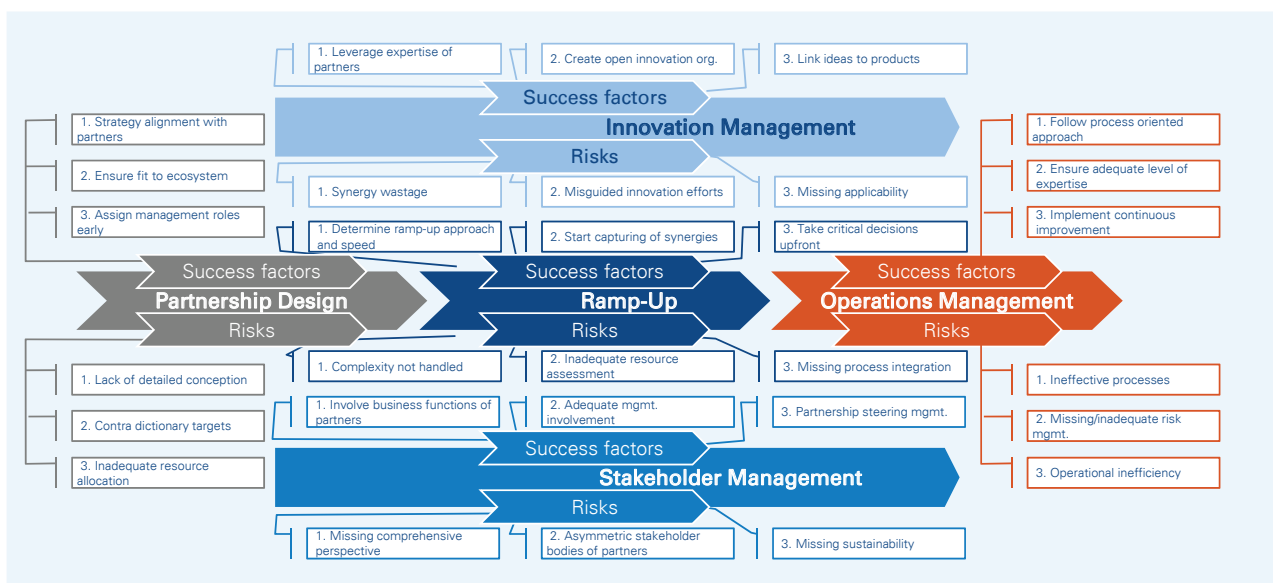 1. Leverage expertise of
partners
2. Create open innovation org.
3. Link ideas to products
Success factors
Innovation Management
Risks
1. Synergy wastage
2. Misguided innovation efforts
3. Missing applicability
1. Strategy alignment with
partners
2. Ensure fit to ecosystem
3. Assign management roles
early
Success factors
Partnership Design
Risks
1. Lack of detailed conception
2. Contra dictionary targets
3. Inadequate resource
allocation
1. Determine ramp-up approach
and speed
2. Start capturing of synergies
3. Take critical decisions
upfront
Success factors
Ramp-Up
Risks
1. Complexity not handled
2. Inadequate resource
assessment
3. Missing process integration
1. Follow process oriented
approach
2. Ensure adequate level of
expertise
3. Implement continuous
improvement
Success factors
Operations Management
Risks
1. Ineffective processes
2. Missing/inadequate risk
mgmt.
3. Operational inefficiency
1. Involve business functions of
partners
2. Adequate mgmt.
involvement
3. Partnership steering mgmt.
Success factors
Stakeholder Management
Risks
1. Missing comprehensive
perspective
2. Asymmetric stakeholder
bodies of partners
3. Missing sustainability